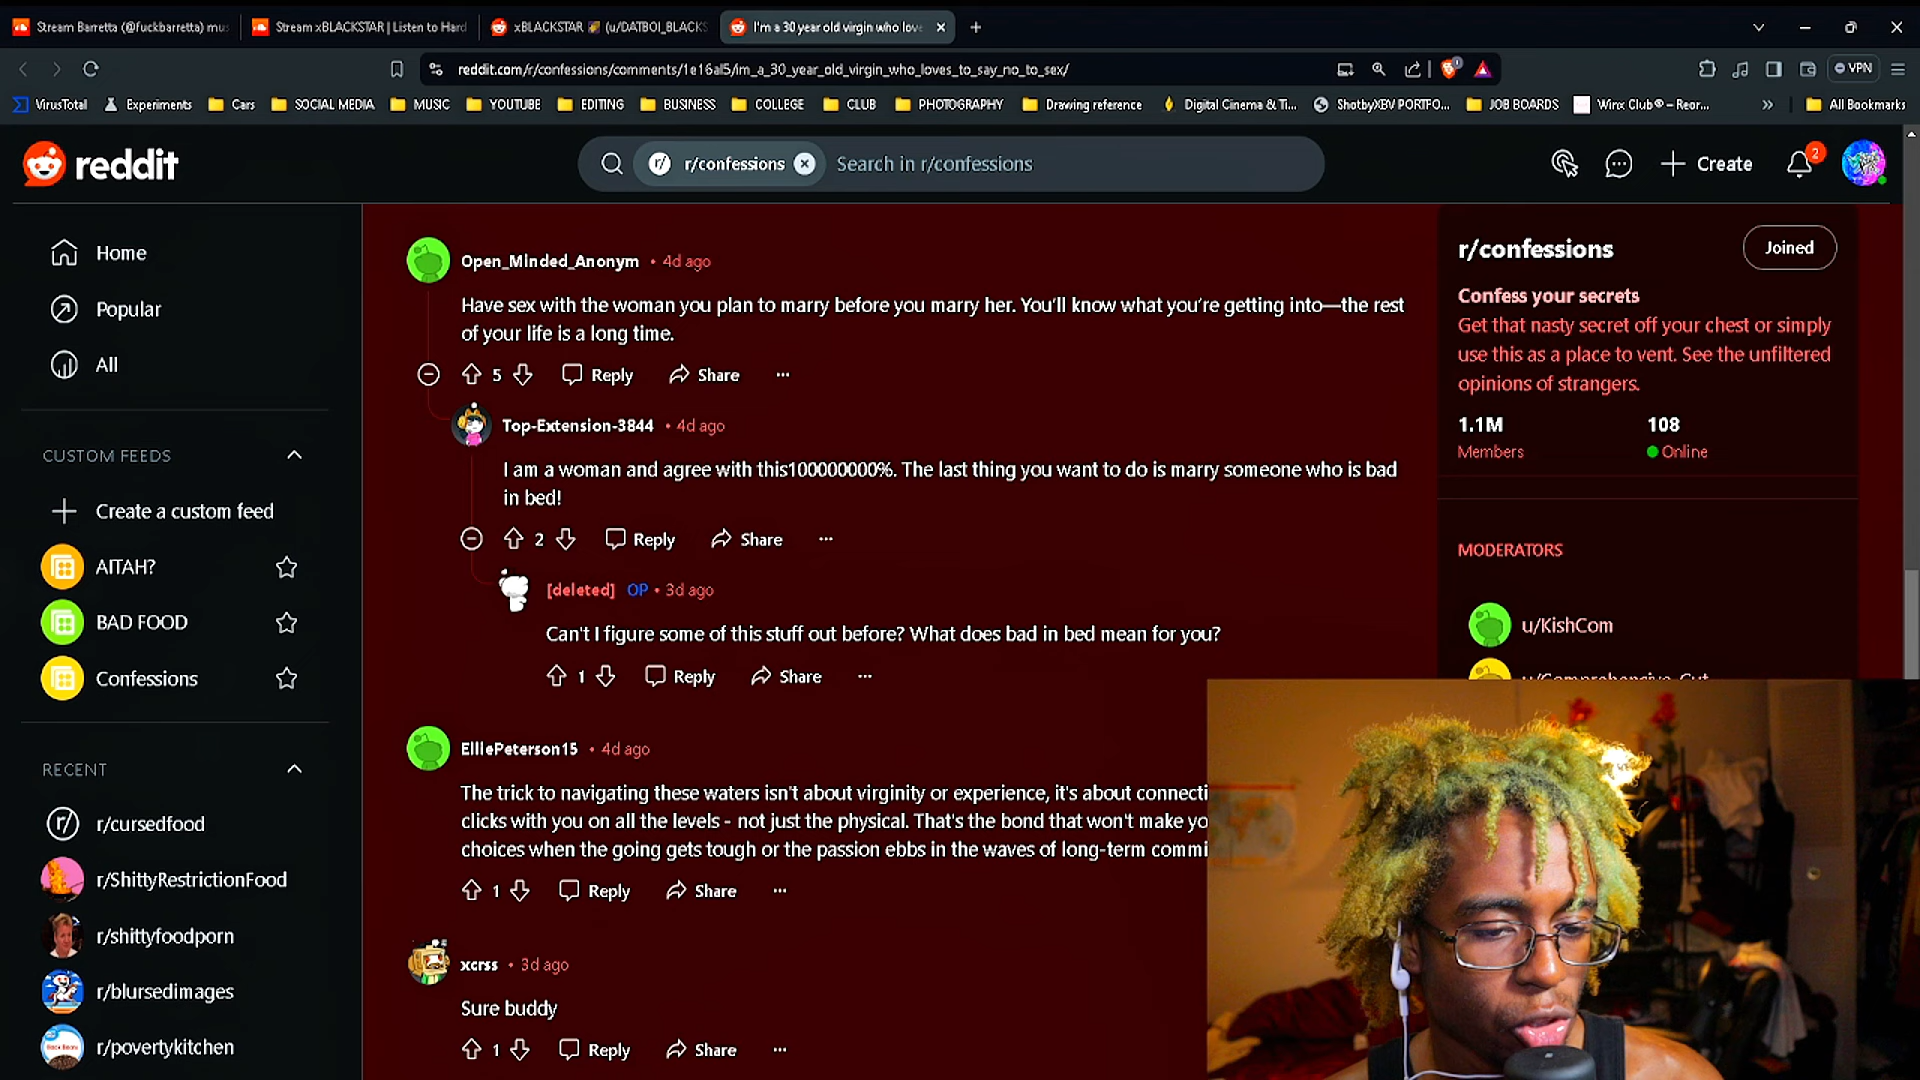 Stream Barretta (@fuckbarretta) mu
Stream xBLACKSTAR | Listen to Hard
xBLACKSTAR (u/DATBOI_BLACKS
I'm a 30 year old virgin who love
reddit.com/r/confessions/comments/1e16al5/im_a_30_year_old_virgin_who_loves_to_say_no_to_sex/
VPN
VirusTotal
Experiments
Cars
SOCIAL MEDIA
MUSIC
YOUTUBE
EDITING
BUSINESS
COLLEGE
CLUB
PHOTOGRAPHY
Drawing reference
Digital Cinema & Ti...
ShotbyXBV PORTFO...
JOB BOARDS
Winx Club® – Reor...
All Bookmarks
reddit
r/confessions
Search in r/confessions
Create
2
Home
Popular
All
CUSTOM FEEDS
Create a custom feed
AITAH?
BAD FOOD
Confessions
RECENT
r/cursedfood
r/ShittyRestrictionFood
r/shittyfoodporn
r/blursedimages
r/povertykitchen
Open_Minded_Anonym • 4d ago
Have sex with the woman you plan to marry before you marry her. You'll know what you're getting into—the rest
of your life is a long time.
5 Reply Share ...
Top-Extension-3844 • 4d ago
I am a woman and agree with this100000000%. The last thing you want to do is marry someone who is bad
in bed!
2 Reply Share ...
[deleted] OP • 3d ago
Can't I figure some of this stuff out before? What does bad in bed mean for you?
1 Reply Share ...
ElliePeterson15 • 4d ago
The trick to navigating these waters isn't about virginity or experience, it's about connecti
clicks with you on all the levels - not just the physical. That's the bond that won't make yo
choices when the going gets tough or the passion ebbs in the waves of long-term commi
1 Reply Share ...
xcrss • 3d ago
Sure buddy
1 Reply Share ...
r/confessions
Joined
Confess your secrets
Get that nasty secret off your chest or simply
use this as a place to vent. See the unfiltered
opinions of strangers.
1.1M
Members
108
Online
MODERATORS
u/KishCom
u/Comprehensive_Cut